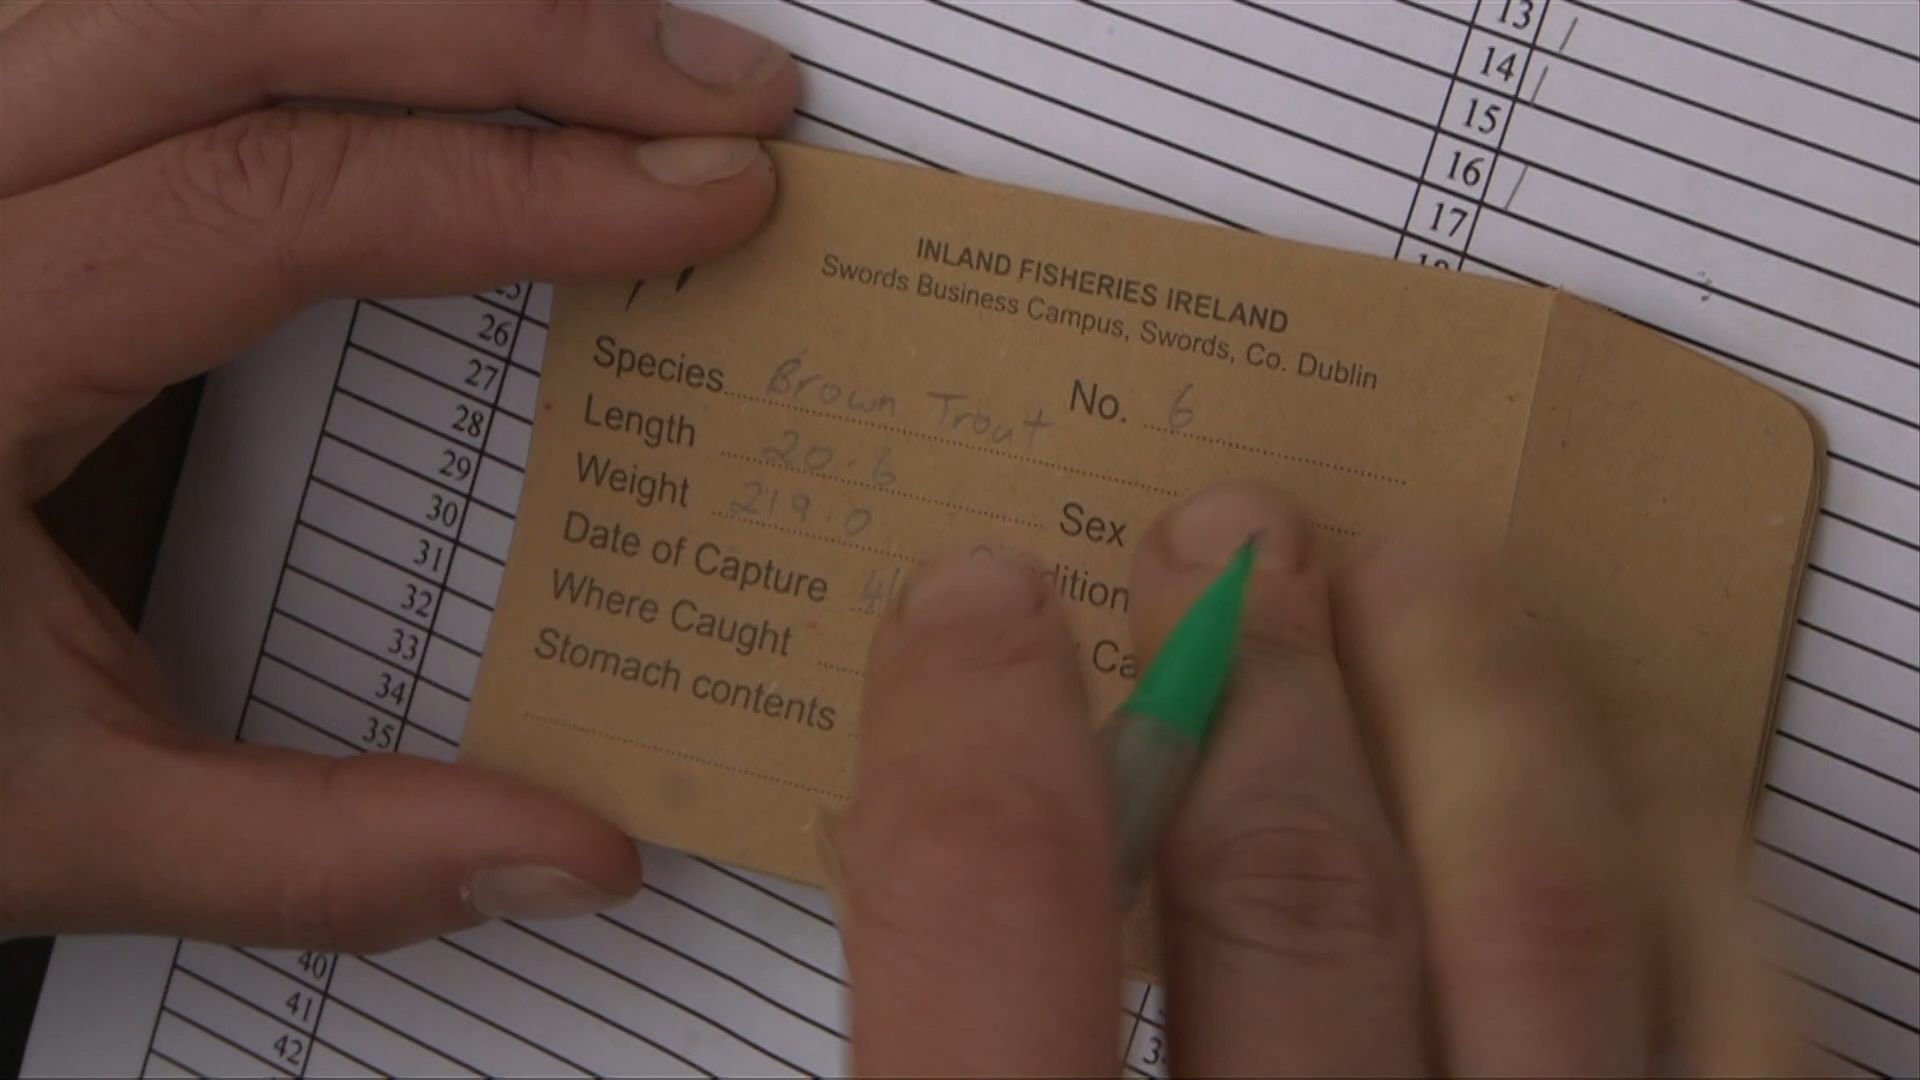 13
14
15
16
17
INLAND FISHERIES IRELAND
Swords Business Campus, Swords, Co. Dublin
No. 6
Species Brown Trout
Length 20.6
Sex
Weight 219.0
Date of Capture
Where Caught
Stomach contents
26
27
28
29
30
31
32
33
34
35
40
41
42